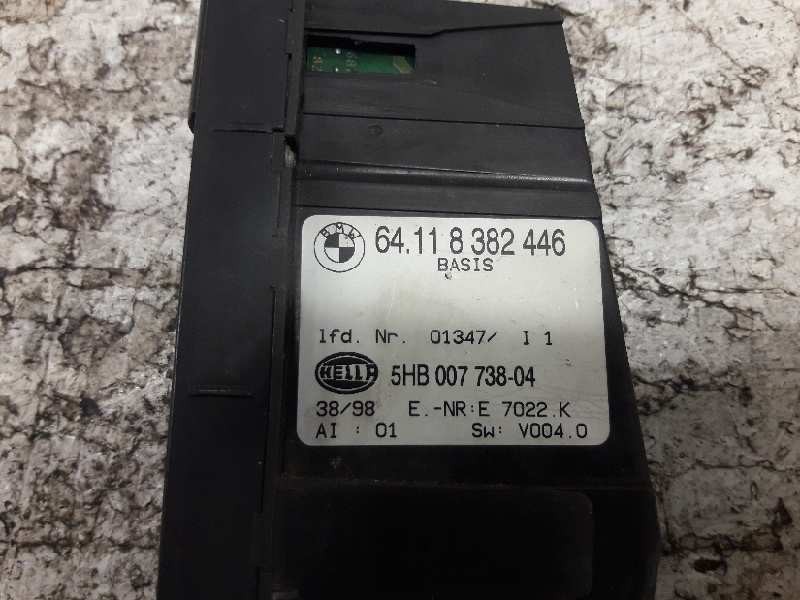 BMW 64.11 8 382 446
BASIS
lfd. Nr. 01347/ I 1
HELLA 5HB 007 738-04
38/98 E.-NR:E 7022.K
AI : 01 SW: V004.0